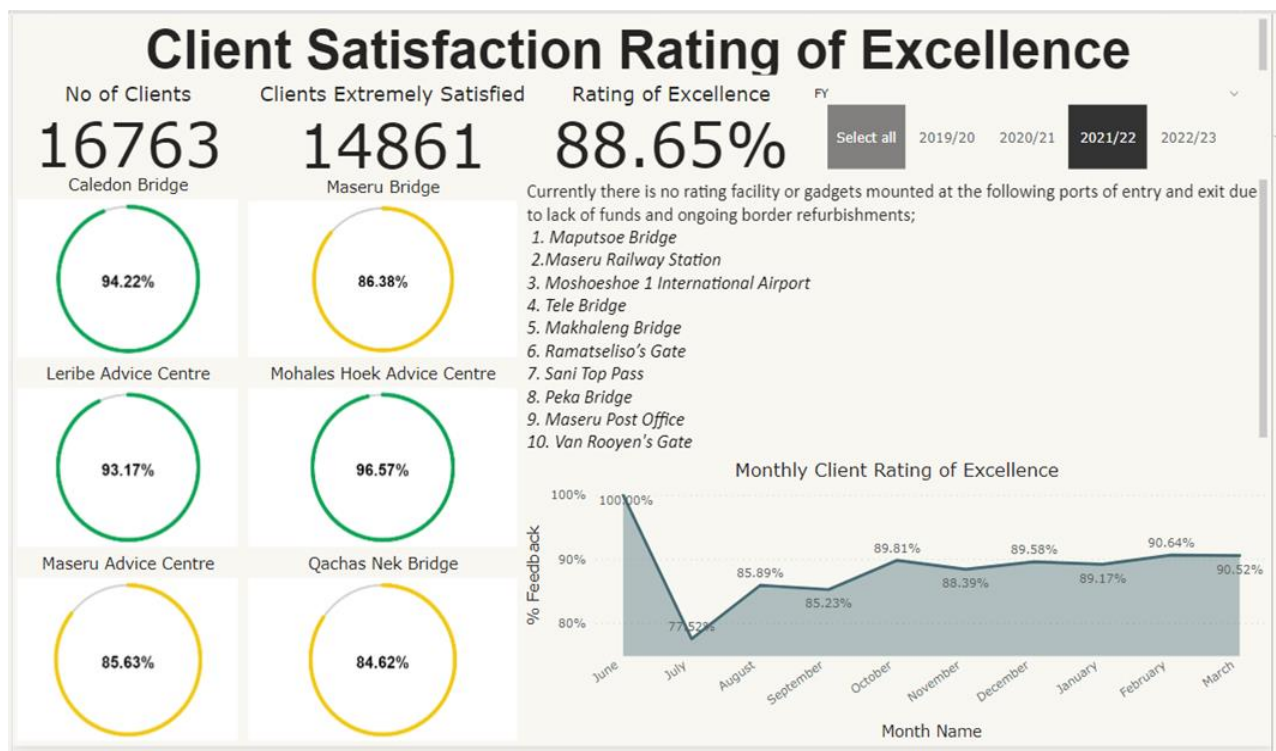 Client Satisfaction Rating of Excellence
No of Clients
16763
Clients Extremely Satisfied
14861
Rating of Excellence
88.65%
FY
Select all
2019/20
2020/21
2021/22
2022/23
Caledon Bridge
94.22%
Maseru Bridge
86.38%
Leribe Advice Centre
93.17%
Mohales Hoek Advice Centre
96.57%
Maseru Advice Centre
85.63%
Qachas Nek Bridge
84.62%
Currently there is no rating facility or gadgets mounted at the following ports of entry and exit due
to lack of funds and ongoing border refurbishments;
1. Maputsoe Bridge
2.Maseru Railway Station
3. Moshoeshoe 1 International Airport
4. Tele Bridge
5. Makhaleng Bridge
6. Ramatseliso's Gate
7. Sani Top Pass
8. Peka Bridge
9. Maseru Post Office
10. Van Rooyen's Gate
Monthly Client Rating of Excellence
% Feedback
100%
90%
80%
100.00%
77.52%
85.89%
85.23%
89.81%
88.39%
89.58%
89.17%
90.64%
90.52%
June
July
August
September
October
November
December
January
February
March
Month Name